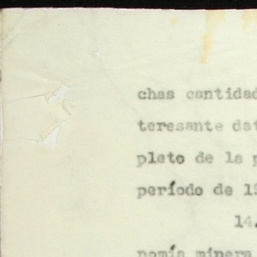 chas cantidad
teresante dat
pleto de la p
período de 19
14.
nomía minera